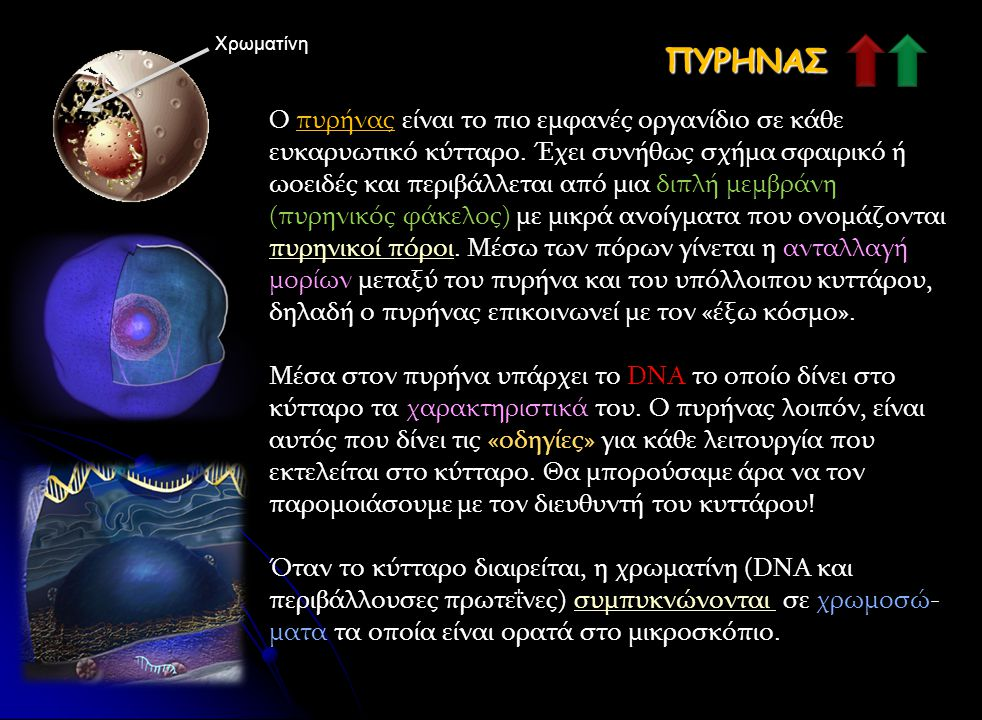 Χρωματίνη
ΠΥΡΗΝΑΣ
Ο πυρήνας είναι το πιο εμφανές οργανίδιο σε κάθε
ευκαρυωτικό κύτταρο. Έχει συνήθως σχήμα σφαιρικό ή
ωοειδές και περιβάλλεται από μια διπλή μεμβράνη
(πυρηνικός φάκελος) με μικρά ανοίγματα που ονομάζονται
πυρηνικοί πόροι. Μέσω των πόρων γίνεται η ανταλλαγή
μορίων μεταξύ του πυρήνα και του υπόλλοιπου κυττάρου,
δηλαδή ο πυρήνας επικοινωνεί με τον «έξω κόσμο».
Μέσα στον πυρήνα υπάρχει το DNA το οποίο δίνει στο
κύτταρο τα χαρακτηριστικά του. Ο πυρήνας λοιπόν, είναι
αυτός που δίνει τις «οδηγίες» για κάθε λειτουργία που
εκτελείται στο κύτταρο. Θα μπορούσαμε άρα να τον
παρομοιάσουμε με τον διευθυντή του κυττάρου!
Όταν το κύτταρο διαιρείται, η χρωματίνη (DNA και
περιβάλλουσες πρωτεΐνες) συμπυκνώνονται σε χρωμοσώ-
ματα τα οποία είναι ορατά στο μικροσκόπιο.